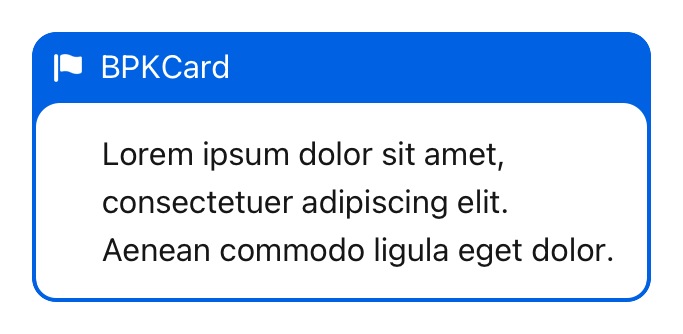 BPKCard
Lorem ipsum dolor sit amet,
consectetuer adipiscing elit.
Aenean commodo ligula eget dolor.